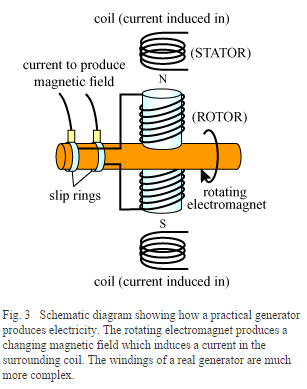 coil (current induced in)
(STATOR)
current to produce
magnetic field
N
(ROTOR)
slip rings
rotating
electromagnet
S
coil (current induced in)
Fig. 3 Schematic diagram showing how a practical generator
produces electricity. The rotating electromagnet produces a
changing magnetic field which induces a current in the
surrounding coil. The windings of a real generator are much
more complex.